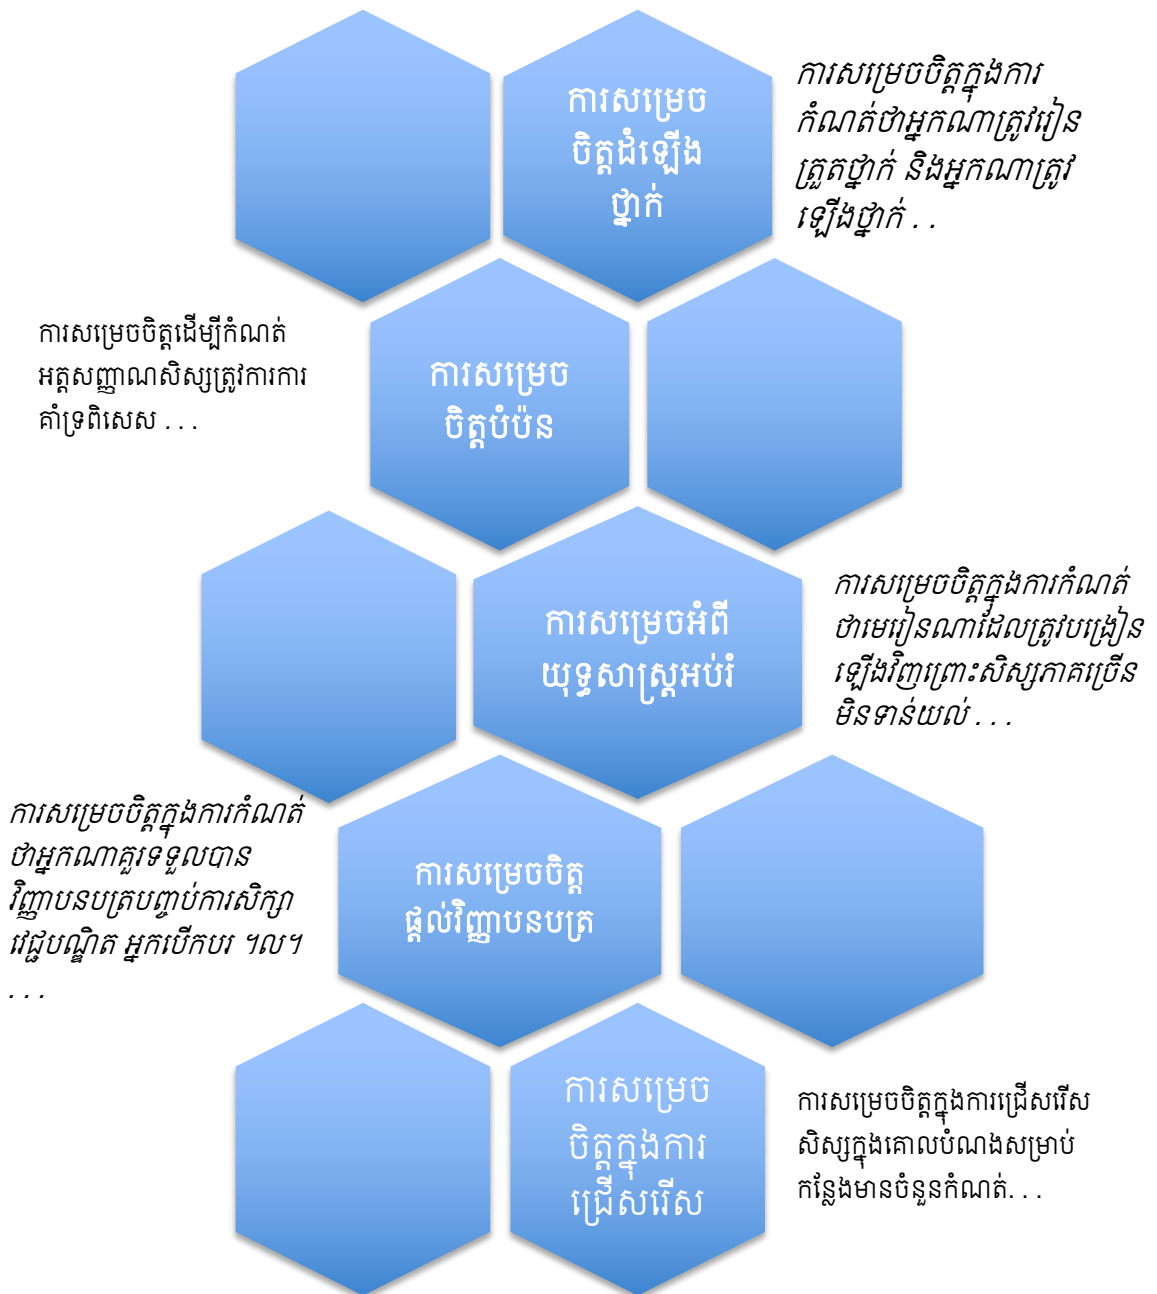 ការសម្រេច
ចិត្តដំឡើង
ថ្នាក់
ការសម្រេចចិត្តក្នុងការ
កំណត់ថាអ្នកណាត្រូវរៀន
ត្រួតថ្នាក់ និងអ្នកណាត្រូវ
ឡើងថ្នាក់ . .
ការសម្រេចចិត្តដើម្បីកំណត់
អត្តសញ្ញាណសិស្សត្រូវការការ
គាំទ្រពិសេស . . .
ការសម្រេច
ចិត្តបំប៉ន
ការសម្រេចអំពី
យុទ្ធសាស្ត្រអប់រំ
ការសម្រេចចិត្តក្នុងការកំណត់
ថាមេរៀនណាដែលត្រូវបង្រៀន
ឡើងវិញព្រោះសិស្សភាគច្រើន
មិនទាន់យល់ . . .
ការសម្រេចចិត្តក្នុងការកំណត់
ថាអ្នកណាគួរទទួលបាន
វិញ្ញាបនបត្របញ្ចប់ការសិក្សា
វេជ្ជបណ្ឌិត អ្នកបើកបរ ។ល។
. . .
ការសម្រេចចិត្ត
ផ្តល់វិញ្ញាបនបត្រ
ការសម្រេច
ចិត្តក្នុងការ
ជ្រើសរើស
ការសម្រេចចិត្តក្នុងការជ្រើសរើស
សិស្សក្នុងគោលបំណងសម្រាប់
កន្លែងមានចំនួនកំណត់. . .